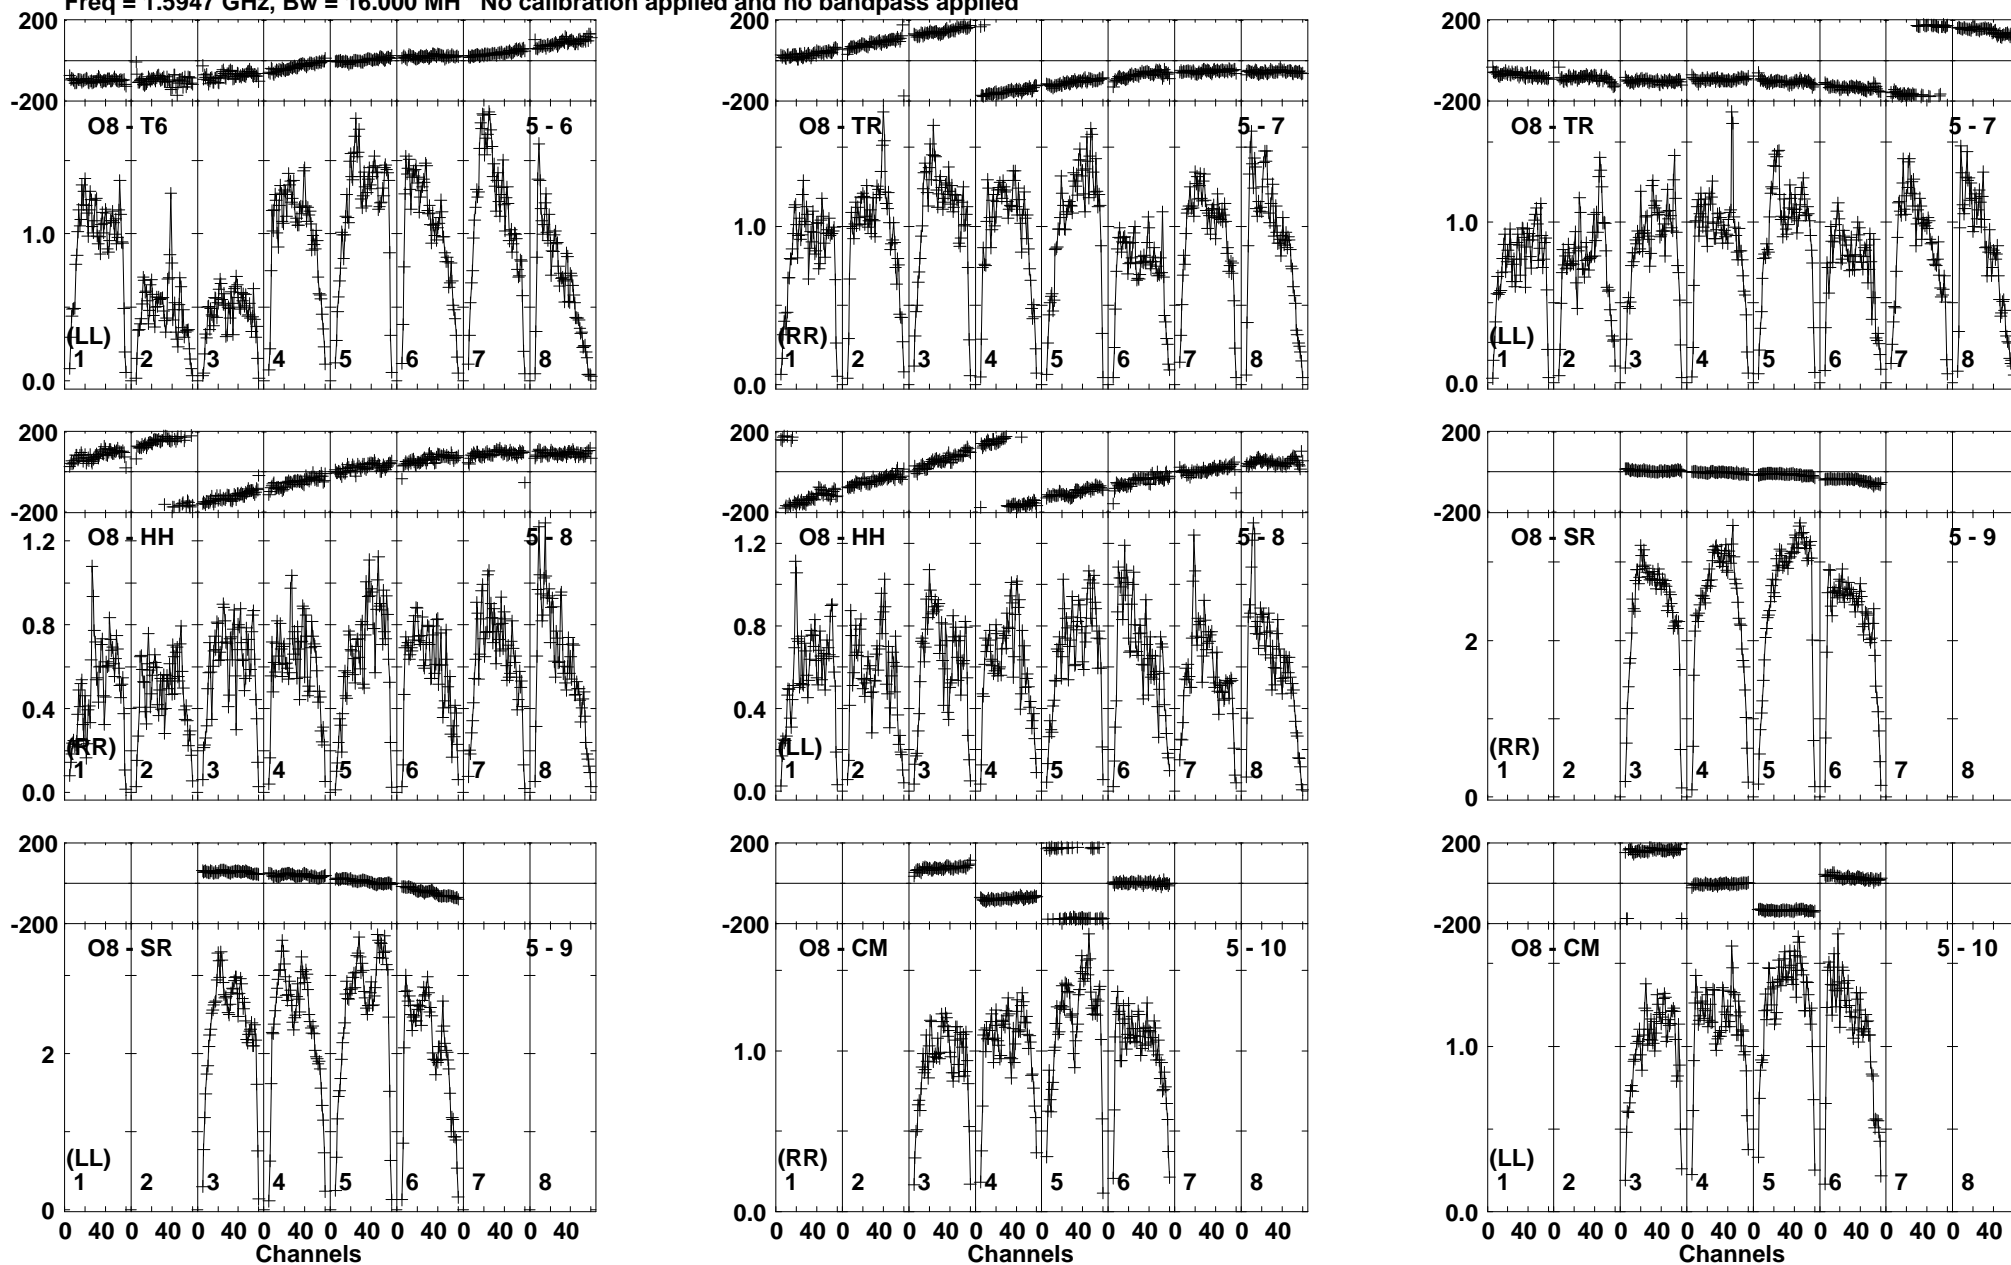 Freq = 1.5947 GHz, Bw = 16.000 MH No calibration applied and no bandpass applied
200 200 200
-200 -200 -200
O8 - T6 5 - 6 O8 - TR 5 - 7 O8 - TR 5 - 7
1.0 1.0 1.0
(LL) (RR) (LL)
1 2 3 4 5 6 7 8 1 2 3 4 5 6 7 8 1 2 3 4 5 6 7 8
0.0 0.0 0.0
200 200 200
-200 -200 -200
O8 - HH 5 - 8 O8 - HH 5 - 8 O8 - SR 5 - 9
1.2 1.2
0.8 0.8 2
0.4 0.4
(RR) (LL) (RR)
1 2 3 4 5 6 7 8 1 2 3 4 5 6 7 8 1 2 3 4 5 6 7 8
0.0 0.0 0
200 200 200
-200 -200 -200
O8 - SR 5 - 9 O8 - CM 5 - 10 O8 - CM 5 - 10
2 1.0 1.0
(LL) (RR) (LL)
1 2 3 4 5 6 7 8 1 2 3 4 5 6 7 8 1 2 3 4 5 6 7 8
0 0.0 0.0
0 40 0 40 0 40 0 40 0 40 0 40 0 40 0 40 0 40 0 40 0 40 0 40 0 40 0 40 0 40 0 40 0 40 0 40 0 40 0 40 0 40 0 40 0 40 0 40
Channels Channels Channels